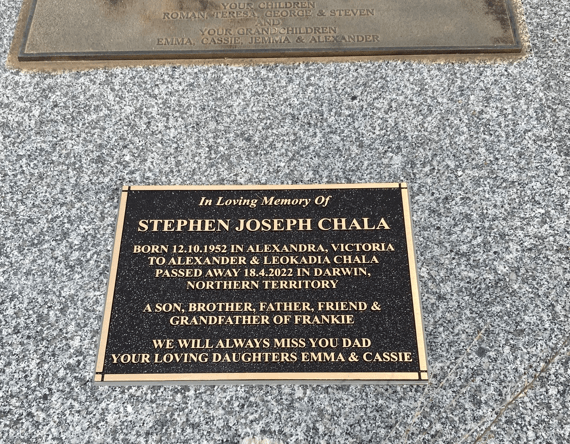 YOUR CHILDREN
ROMAN, TERESA, GEORGE & STEVEN
AND
YOUR GRANDCHILDREN
EMMA, CASSIE, JEMMA & ALEXANDER
In Loving Memory Of
STEPHEN JOSEPH CHALA
BORN 12.10.1952 IN ALEXANDRA, VICTORIA
TO ALEXANDER & LEOKADIA CHALA
PASSED AWAY 18.4.2022 IN DARWIN,
NORTHERN TERRITORY
A SON, BROTHER, FATHER, FRIEND &
GRANDFATHER OF FRANKIE
WE WILL ALWAYS MISS YOU DAD
YOUR LOVING DAUGHTERS EMMA & CASSIE